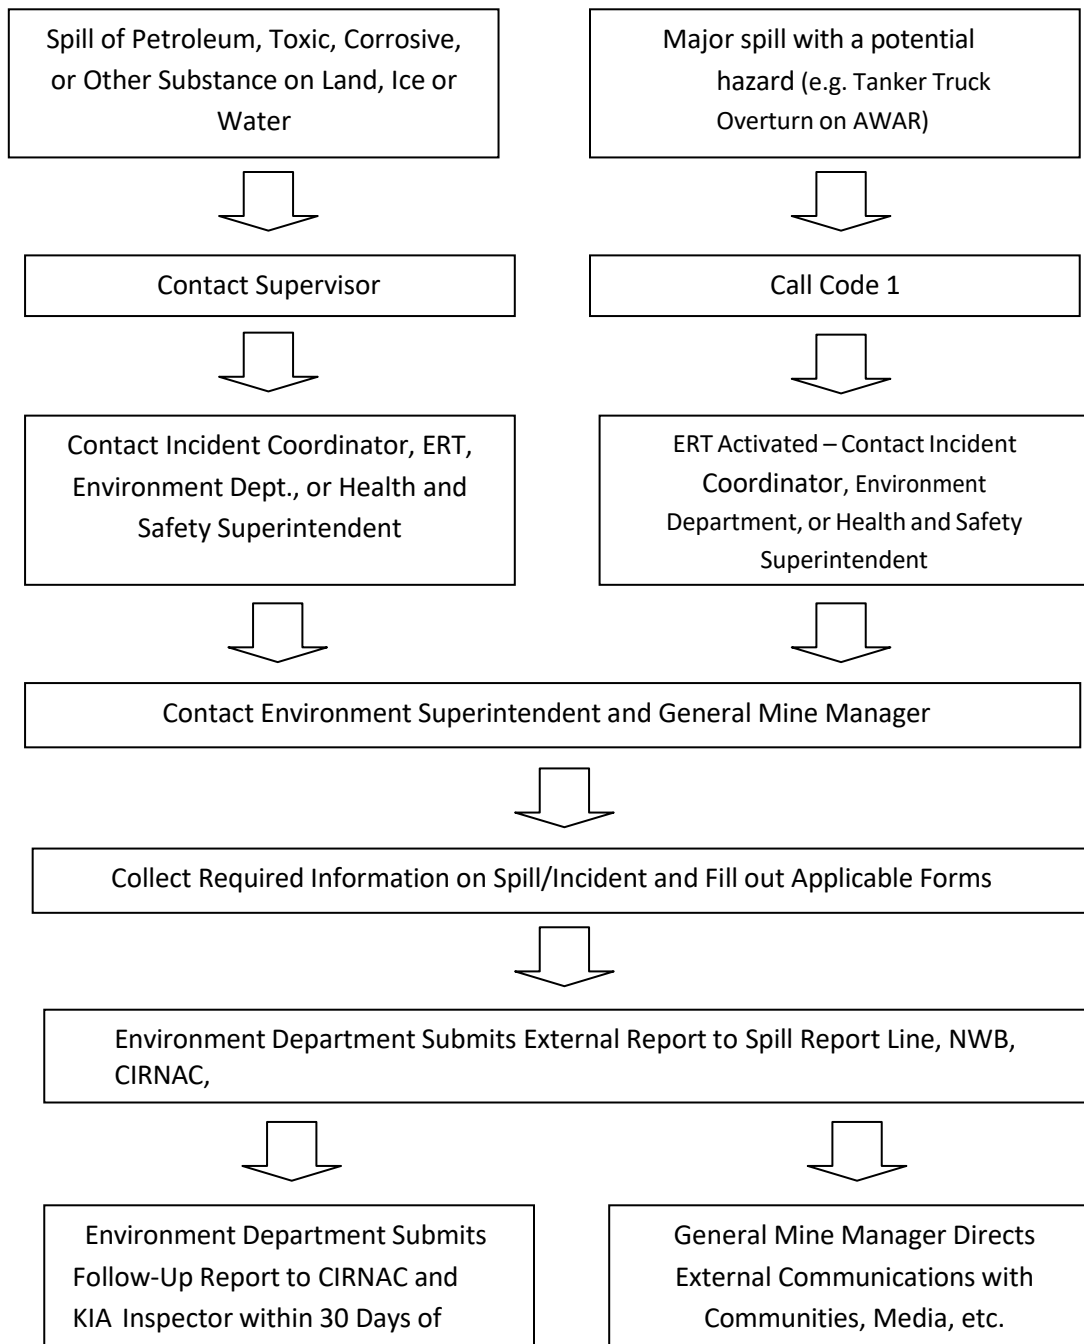 Spill of Petroleum, Toxic, Corrosive,
or Other Substance on Land, Ice or
Water
Major spill with a potential
hazard (e.g. Tanker Truck
Overturn on AWAR)
Contact Supervisor
Call Code 1
Contact Incident Coordinator, ERT,
Environment Dept., or Health and
Safety Superintendent
ERT Activated – Contact Incident
Coordinator, Environment
Department, or Health and Safety
Superintendent
Contact Environment Superintendent and General Mine Manager
Collect Required Information on Spill/Incident and Fill out Applicable Forms
Environment Department Submits External Report to Spill Report Line, NWB,
CIRNAC,
Environment Department Submits
Follow-Up Report to CIRNAC and
KIA Inspector within 30 Days of
General Mine Manager Directs
External Communications with
Communities, Media, etc.